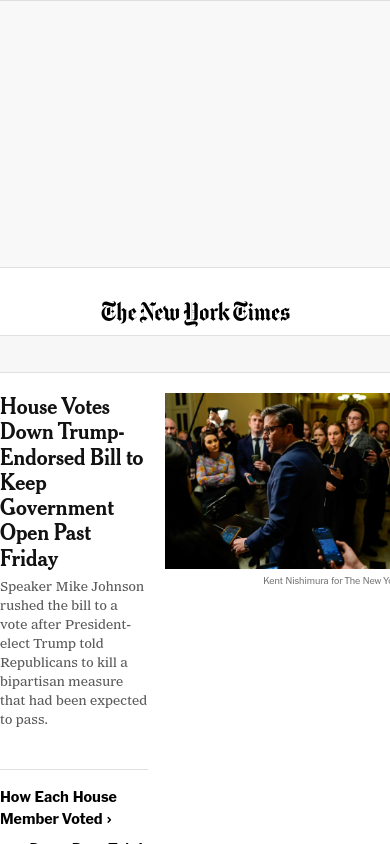 The New York Times
House Votes
Down Trump-
Endorsed Bill to
Keep
Government
Open Past
Friday
Speaker Mike Johnson
rushed the bill to a
vote after President-
elect Trump told
Republicans to kill a
bipartisan measure
that had been expected
to pass.
Kent Nishimura for The New Yo
How Each House
Member Voted ›